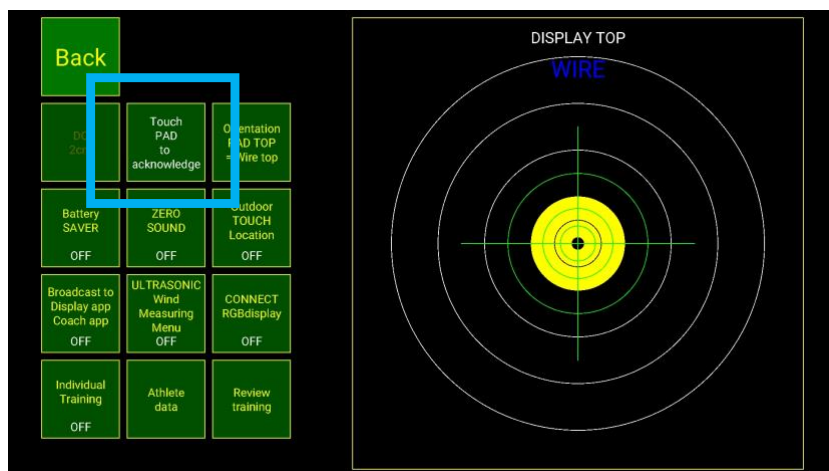 Back
DISPLAY TOP
WIRE
Touch
PAD
to
acknowledge
PAD TOP
Wire top
Battery
SAVER
OFF
ZERO
SOUND
OFF
TOUCH
Location
OFF
Broadcast to
Display app
Coach app
OFF
ULTRASONIC
Wind
Measuring
Menu
OFF
CONNECT
RGBdisplay
OFF
Individual
Training
OFF
Athlete
data
Review
training